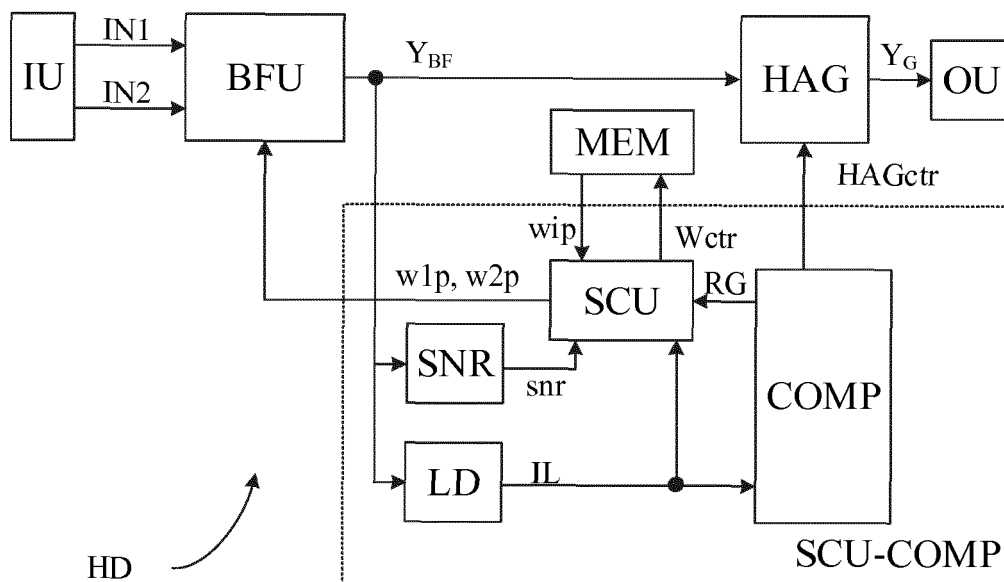 IU
IN1
IN2
BFU
Y_BF
HAG
Y_G
OU
MEM
HAGctr
wip
Wctr
w1p, w2p
SCU
RG
SNR
snr
COMP
LD
IL
HD
SCU-COMP